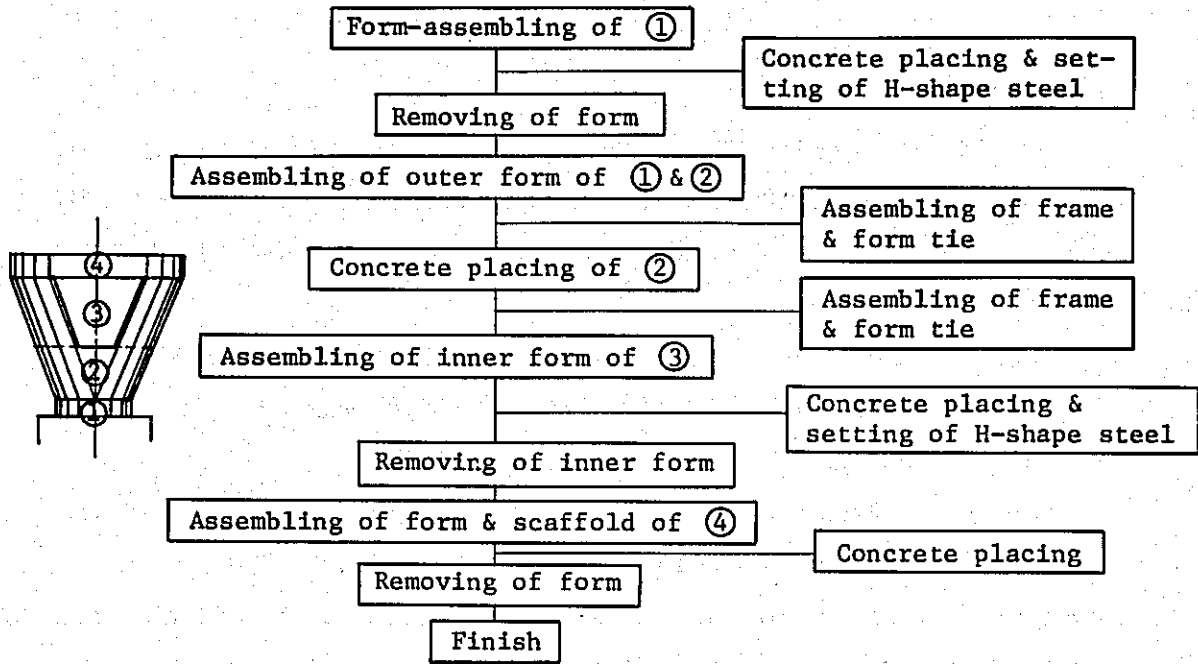 Form-assembling of ①
Concrete placing & set-
ting of H-shape steel
Removing of form
Assembling of outer form of ① & ②
Assembling of frame
& form tie
Concrete placing of ②
Assembling of frame
& form tie
Assembling of inner form of ③
Concrete placing &
setting of H-shape steel
Removing of inner form
Assembling of form & scaffold of ④
Concrete placing
Removing of form
Finish
④
③
②
①